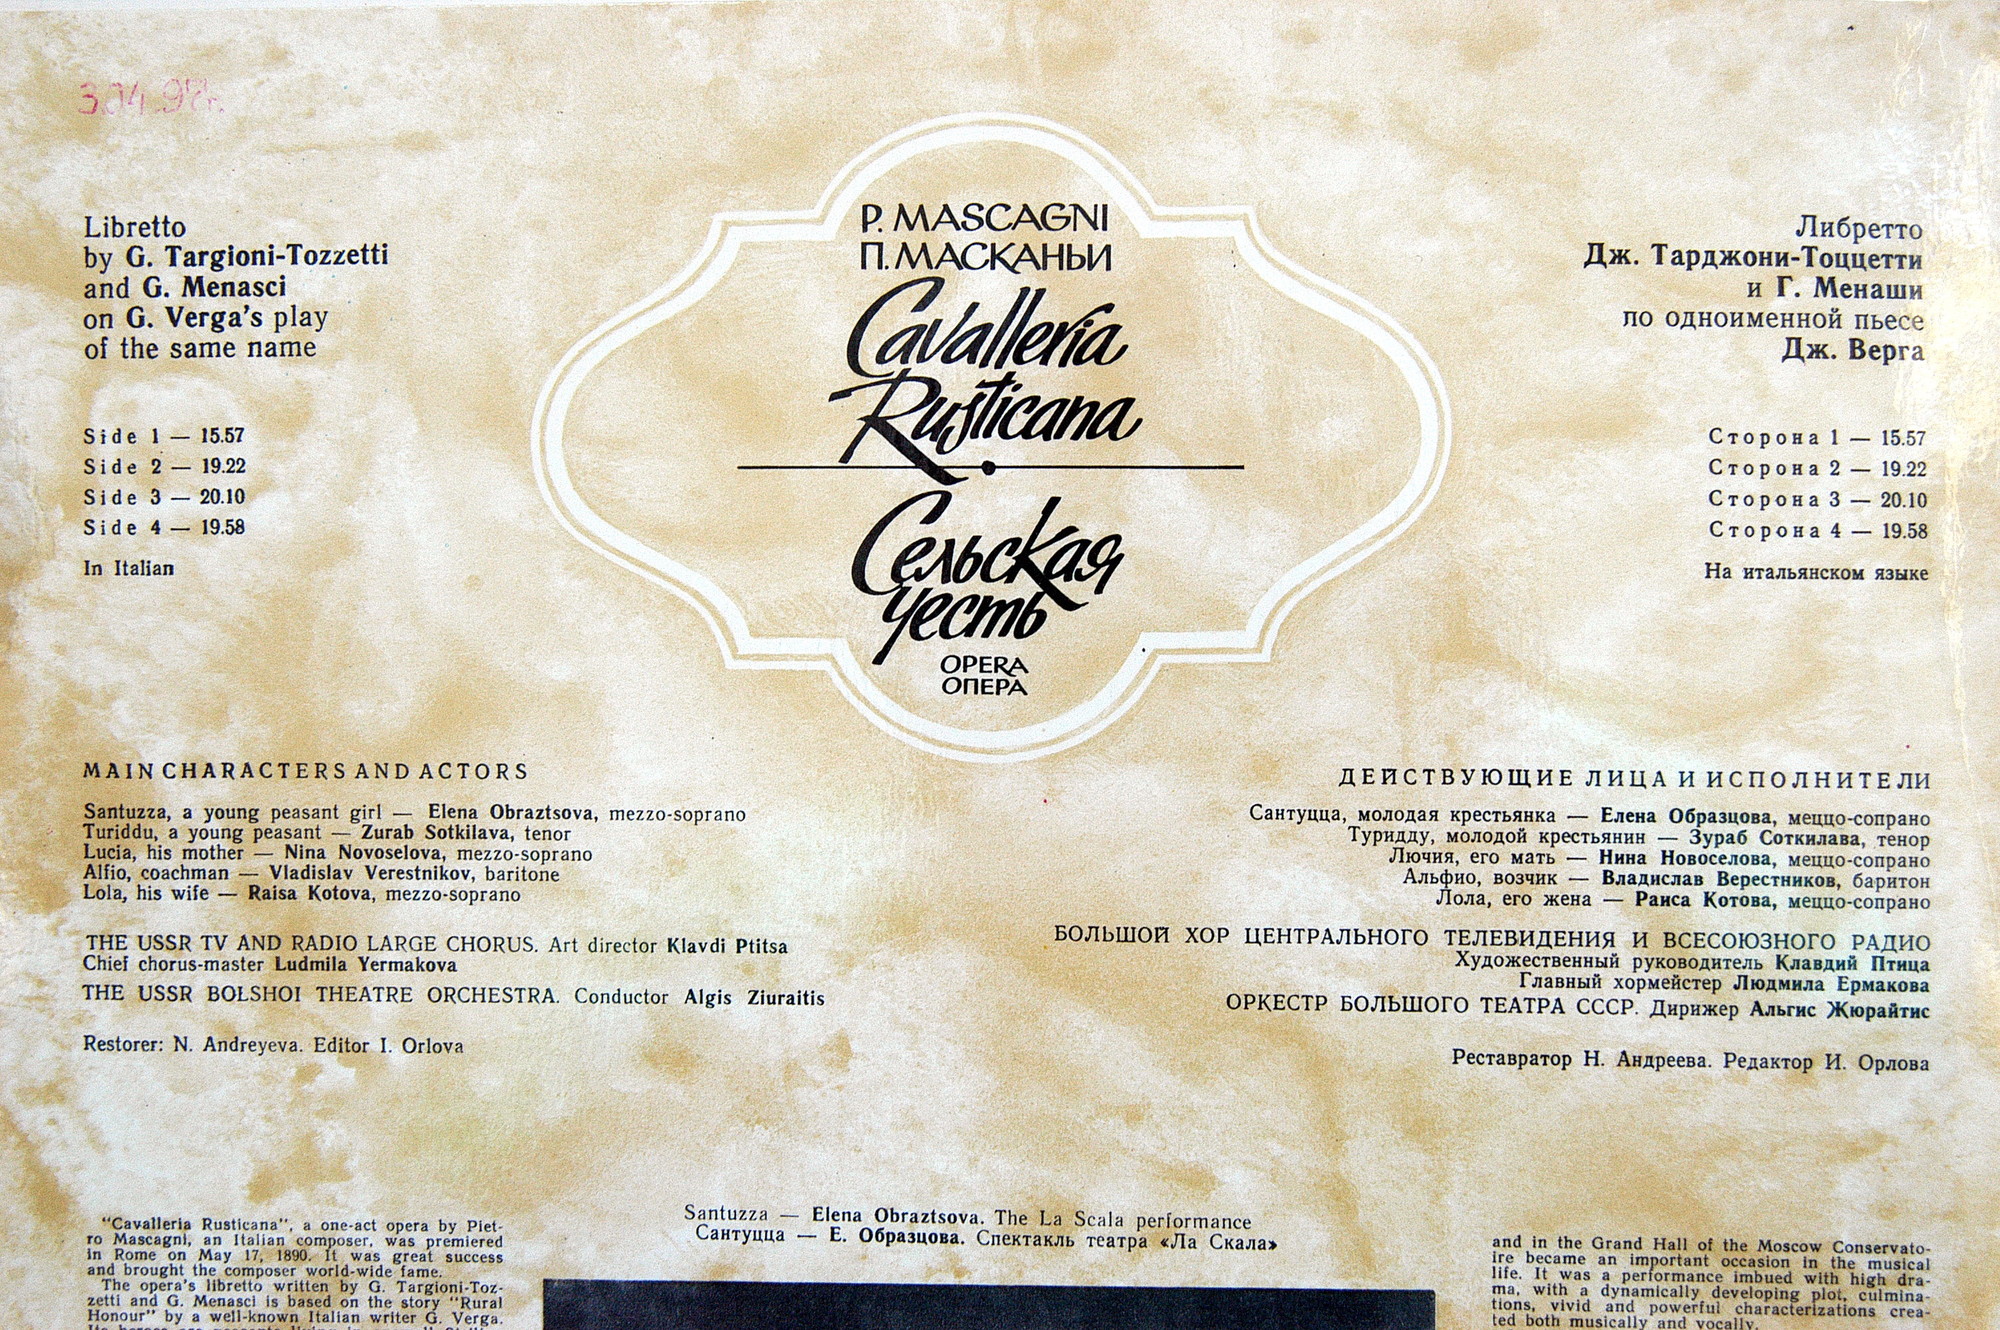 P. MASCAGNI
П. МАСКАНЬИ
Cavalleria
Rusticana
Сельская
честь
OPERA
ОПЕРА
Libretto
by G. Targioni-Tozzetti
and G. Menasci
on G. Verga's play
of the same name
Side 1 — 15.57
Side 2 — 19.22
Side 3 — 20.10
Side 4 — 19.58
In Italian
Либретто
Дж. Тарджони-Тоццетти
и Г. Менаши
по одноименной пьесе
Дж. Верга
Сторона 1 — 15.57
Сторона 2 — 19.22
Сторона 3 — 20.10
Сторона 4 — 19.58
На итальянском языке
MAIN CHARACTERS AND ACTORS
Santuzza, a young peasant girl — Elena Obraztsova, mezzo-soprano
Turiddu, a young peasant — Zurab Sotkilava, tenor
Lucia, his mother — Nina Novoselova, mezzo-soprano
Alfio, coachman — Vladislav Verestnikov, baritone
Lola, his wife — Raisa Kotova, mezzo-soprano
THE USSR TV AND RADIO LARGE CHORUS. Art director Klavdi Ptitsa
Chief chorus-master Ludmila Yermakova
THE USSR BOLSHOI THEATRE ORCHESTRA. Conductor Algis Ziuraitis
Restorer: N. Andreyeva. Editor I. Orlova
ДЕЙСТВУЮЩИЕ ЛИЦА И ИСПОЛНИТЕЛИ
Сантуцца, молодая крестьянка — Елена Образцова, меццо-сопрано
Туридду, молодой крестьянин — Зураб Соткилава, тенор
Лючия, его мать — Нина Новоселова, меццо-сопрано
Альфио, возчик — Владислав Верестников, баритон
Лола, его жена — Раиса Котова, меццо-сопрано
БОЛЬШОЙ ХОР ЦЕНТРАЛЬНОГО ТЕЛЕВИДЕНИЯ И ВСЕСОЮЗНОГО РАДИО
Художественный руководитель Клавдий Птица
Главный хормейстер Людмила Ермакова
ОРКЕСТР БОЛЬШОГО ТЕАТРА СССР. Дирижер Альгис Жюрайтис
Реставратор Н. Андреева. Редактор И. Орлова
Santuzza — Elena Obraztsova. The La Scala performance
Сантуцца — Е. Образцова. Спектакль театра «Ла Скала»
"Cavalleria Rusticana", a one-act opera by Piet-
ro Mascagni, an Italian composer, was premiered
in Rome on May 17, 1890. It was great success
and brought the composer world-wide fame.
The opera's libretto written by G. Targioni-Toz-
zetti and G. Menasci is based on the story "Rural
Honour" by a well-known Italian writer G. Verga.
and in the Grand Hall of the Moscow Conservato-
ire became an important occasion in the musical
life. It was a performance imbued with high dra-
ma, with a dynamically developing plot, culmina-
tions, vivid and powerful characterizations crea-
ted both musically and vocally.